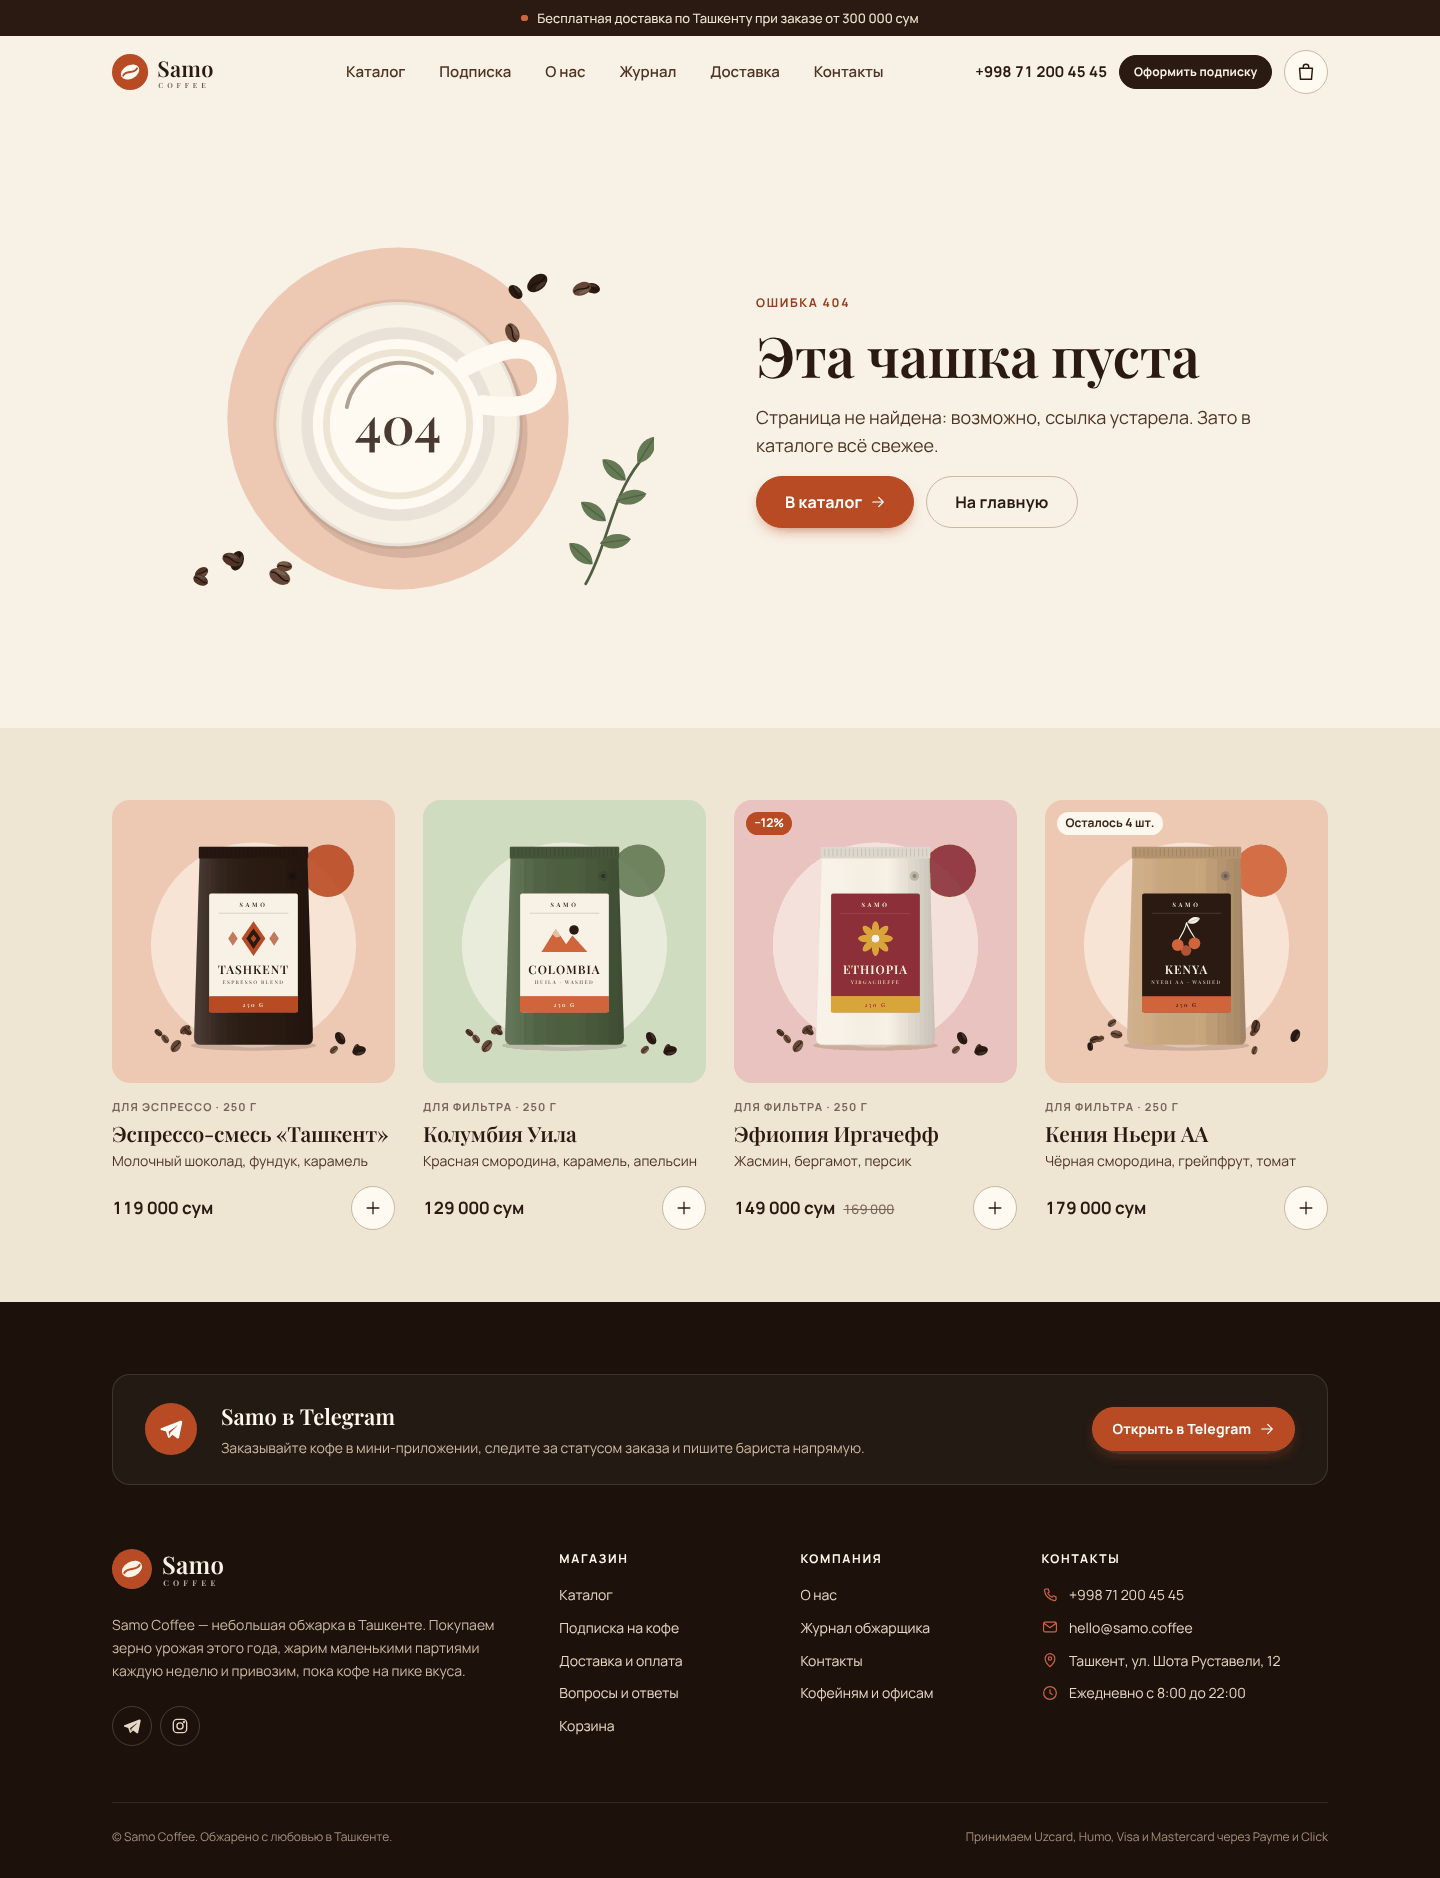 Бесплатная доставка по Ташкенту при заказе от 300 000 сум
Samo
COFFEE
Каталог
Подписка
О нас
Журнал
Доставка
Контакты
+998 71 200 45 45
Оформить подписку
404
ОШИБКА 404
Эта чашка пуста
Страница не найдена: возможно, ссылка устарела. Зато в
каталоге всё свежее.
В каталог
На главную
SAMO
TASHKENT
ESPRESSO BLEND
250 G
ДЛЯ ЭСПРЕССО · 250 Г
Эспрессо-смесь «Ташкент»
Молочный шоколад, фундук, карамель
119 000 сум
SAMO
COLOMBIA
HUILA · WASHED
250 G
ДЛЯ ФИЛЬТРА · 250 Г
Колумбия Уила
Красная смородина, карамель, апельсин
129 000 сум
−12%
SAMO
ETHIOPIA
YIRGACHEFFE
250 G
ДЛЯ ФИЛЬТРА · 250 Г
Эфиопия Иргачефф
Жасмин, бергамот, персик
149 000 сум 169 000
Осталось 4 шт.
SAMO
KENYA
NYERI AA · WASHED
250 G
ДЛЯ ФИЛЬТРА · 250 Г
Кения Ньери АА
Чёрная смородина, грейпфрут, томат
179 000 сум
Samo в Telegram
Заказывайте кофе в мини-приложении, следите за статусом заказа и пишите бариста напрямую.
Открыть в Telegram
Samo
COFFEE
Samo Coffee — небольшая обжарка в Ташкенте. Покупаем
зерно урожая этого года, жарим маленькими партиями
каждую неделю и привозим, пока кофе на пике вкуса.
МАГАЗИН
Каталог
Подписка на кофе
Доставка и оплата
Вопросы и ответы
Корзина
КОМПАНИЯ
О нас
Журнал обжарщика
Контакты
Кофейням и офисам
КОНТАКТЫ
+998 71 200 45 45
hello@samo.coffee
Ташкент, ул. Шота Руставели, 12
Ежедневно с 8:00 до 22:00
© Samo Coffee. Обжарено с любовью в Ташкенте.
Принимаем Uzcard, Humo, Visa и Mastercard через Payme и Click